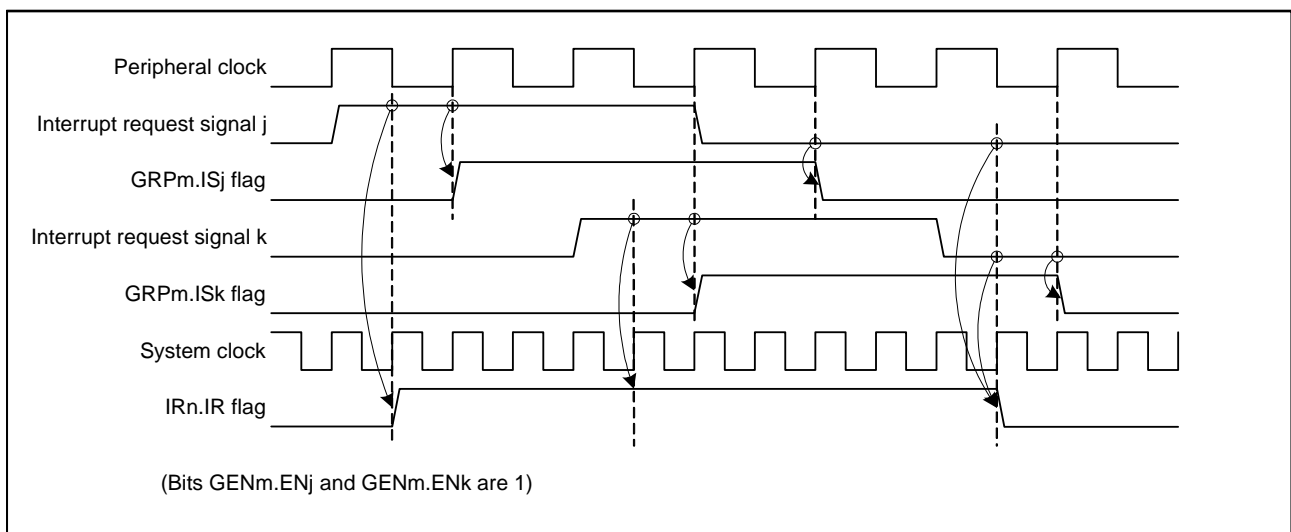 Peripheral clock
Interrupt request signal j
GRPm.ISj flag
Interrupt request signal k
GRPm.ISk flag
System clock
IRn.IR flag
(Bits GENm.ENj and GENm.ENk are 1)